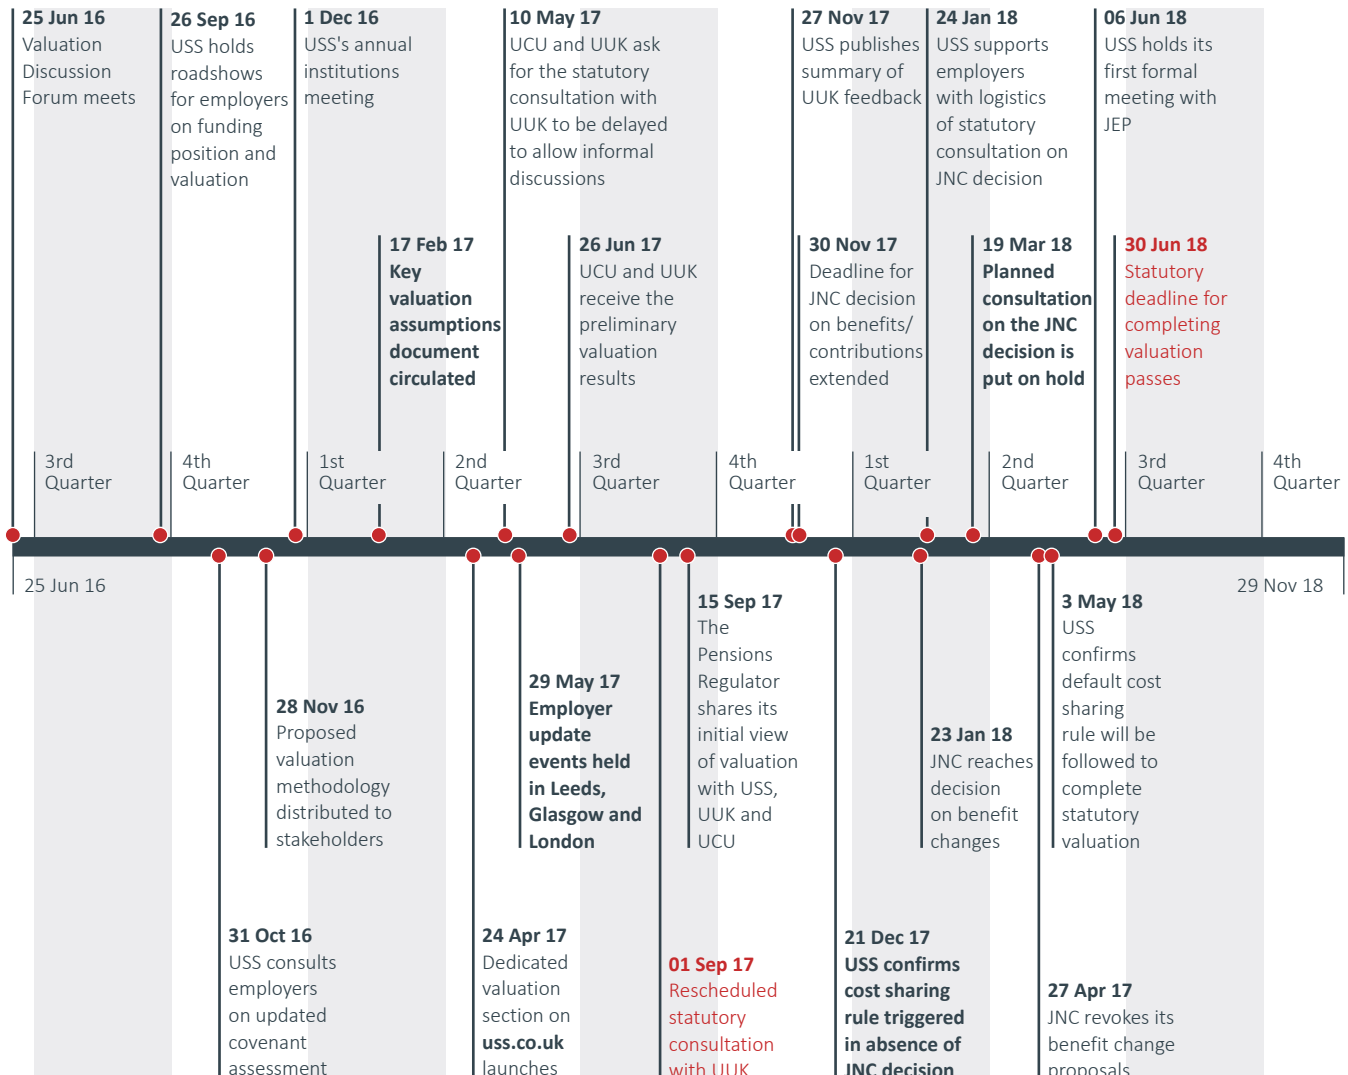 25 Jun 16
Valuation
Discussion
Forum meets
26 Sep 16
USS holds
roadshows
for employers
on funding
position and
valuation
1 Dec 16
USS's annual
institutions
meeting
10 May 17
UCU and UUK ask
for the statutory
consultation with
UUK to be delayed
to allow informal
discussions
27 Nov 17
USS publishes
summary of
UUK feedback
24 Jan 18
USS supports
employers
with logistics
of statutory
consultation on
JNC decision
06 Jun 18
USS holds its
first formal
meeting with
JEP
17 Feb 17
Key
valuation
assumptions
document
circulated
26 Jun 17
UCU and UUK
receive the
preliminary
valuation
results
30 Nov 17
Deadline for
JNC decision
on benefits/
contributions
extended
19 Mar 18
Planned
consultation
on the JNC
decision is
put on hold
30 Jun 18
Statutory
deadline for
completing
valuation
passes
3rd
Quarter
4th
Quarter
1st
Quarter
2nd
Quarter
3rd
Quarter
4th
Quarter
1st
Quarter
2nd
Quarter
3rd
Quarter
4th
Quarter
25 Jun 16
29 Nov 18
28 Nov 16
Proposed
valuation
methodology
distributed to
stakeholders
29 May 17
Employer
update
events held
in Leeds,
Glasgow and
London
15 Sep 17
The
Pensions
Regulator
shares its
initial view
of valuation
with USS,
UUK and
UCU
23 Jan 18
JNC reaches
decision
on benefit
changes
3 May 18
USS
confirms
default cost
sharing
rule will be
followed to
complete
statutory
valuation
31 Oct 16
USS consults
employers
on updated
covenant
assessment
24 Apr 17
Dedicated
valuation
section on
uss.co.uk
launches
01 Sep 17
Rescheduled
statutory
consultation
with UUK
21 Dec 17
USS confirms
cost sharing
rule triggered
in absence of
JNC decision
27 Apr 17
JNC revokes its
benefit change
proposals